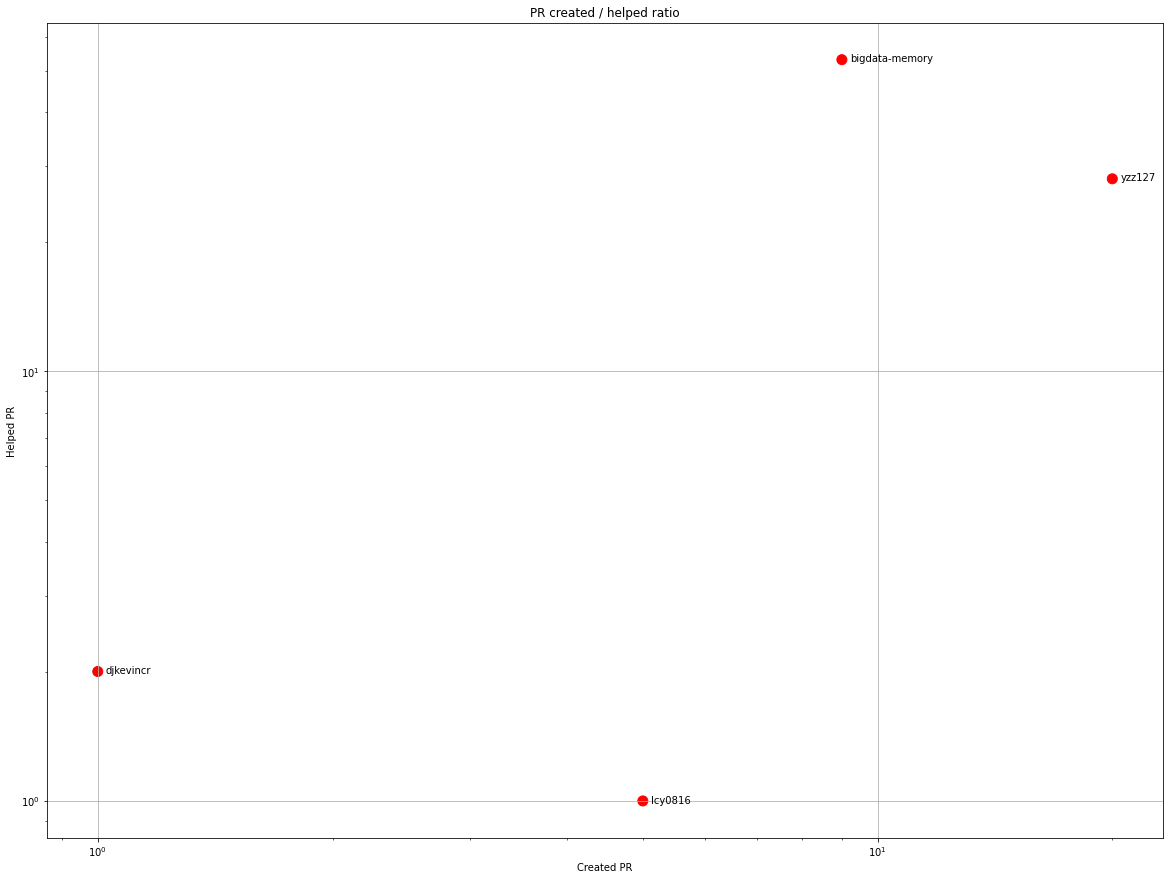 PR created / helped ratio
bigdata-memory
yzz127
10¹
Helped PR
djkevincr
lcy0816
10⁰
10⁰
10¹
Created PR